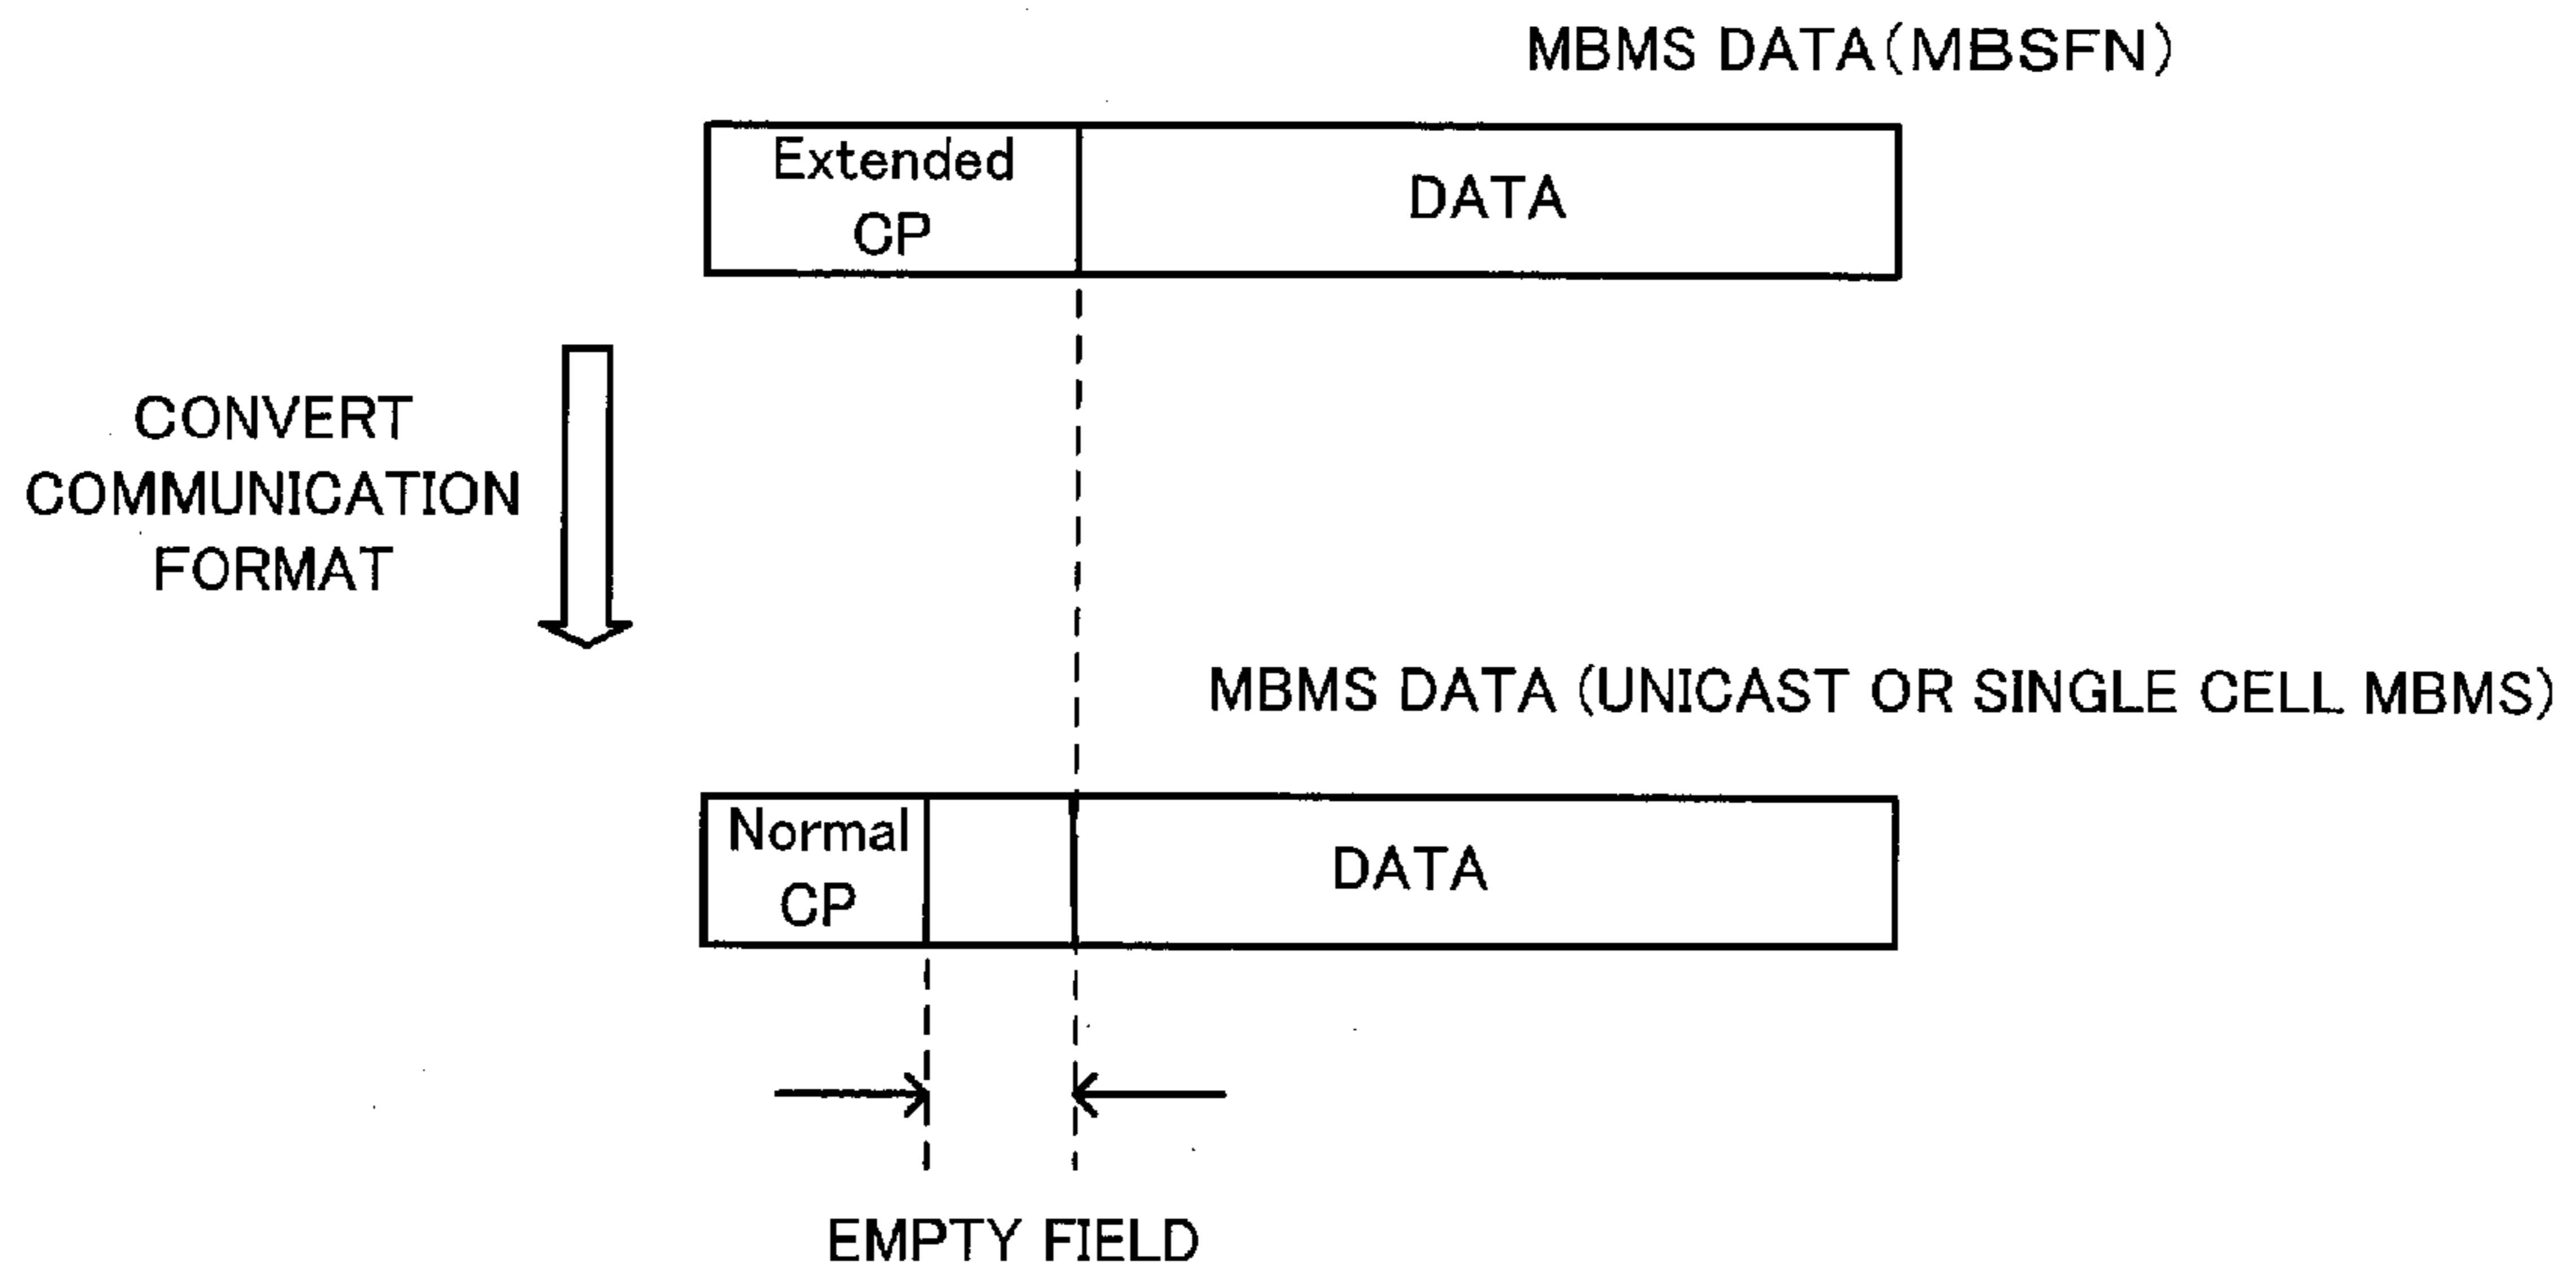 MBMS DATA(MBSFN)
Extended
CP
DATA
CONVERT
COMMUNICATION
FORMAT
MBMS DATA (UNICAST OR SINGLE CELL MBMS)
Normal
CP
DATA
EMPTY FIELD